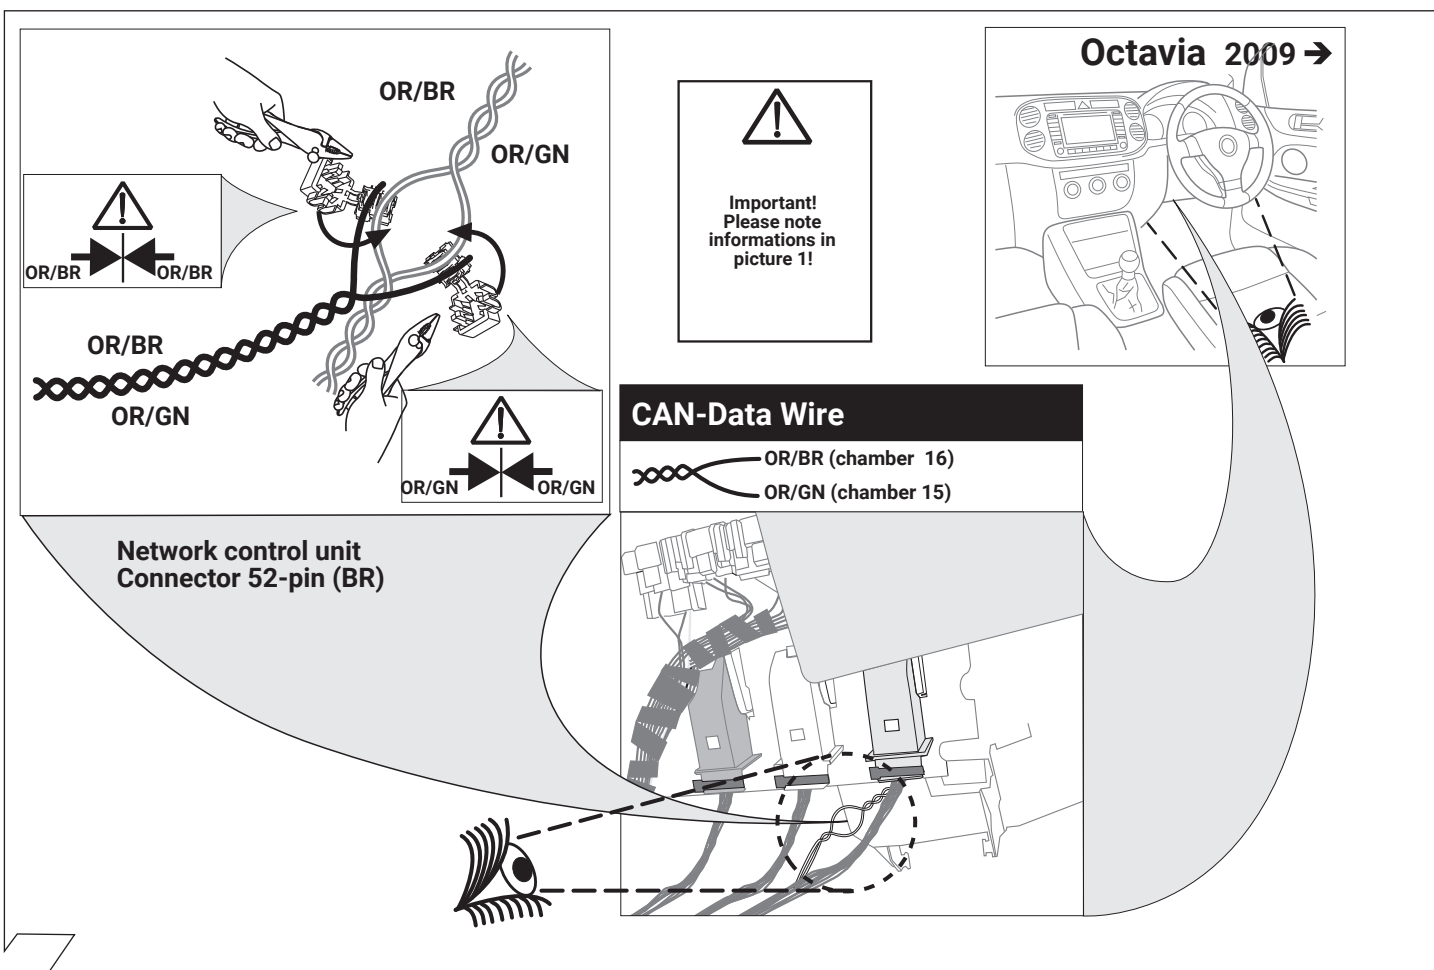 OR/BR
OR/GN
OR/BR
OR/BR
OR/BR
OR/GN
OR/GN
OR/GN
Important!
Please note
informations in
picture 1!
Octavia 2009 →
CAN-Data Wire
OR/BR (chamber 16)
OR/GN (chamber 15)
Network control unit
Connector 52-pin (BR)